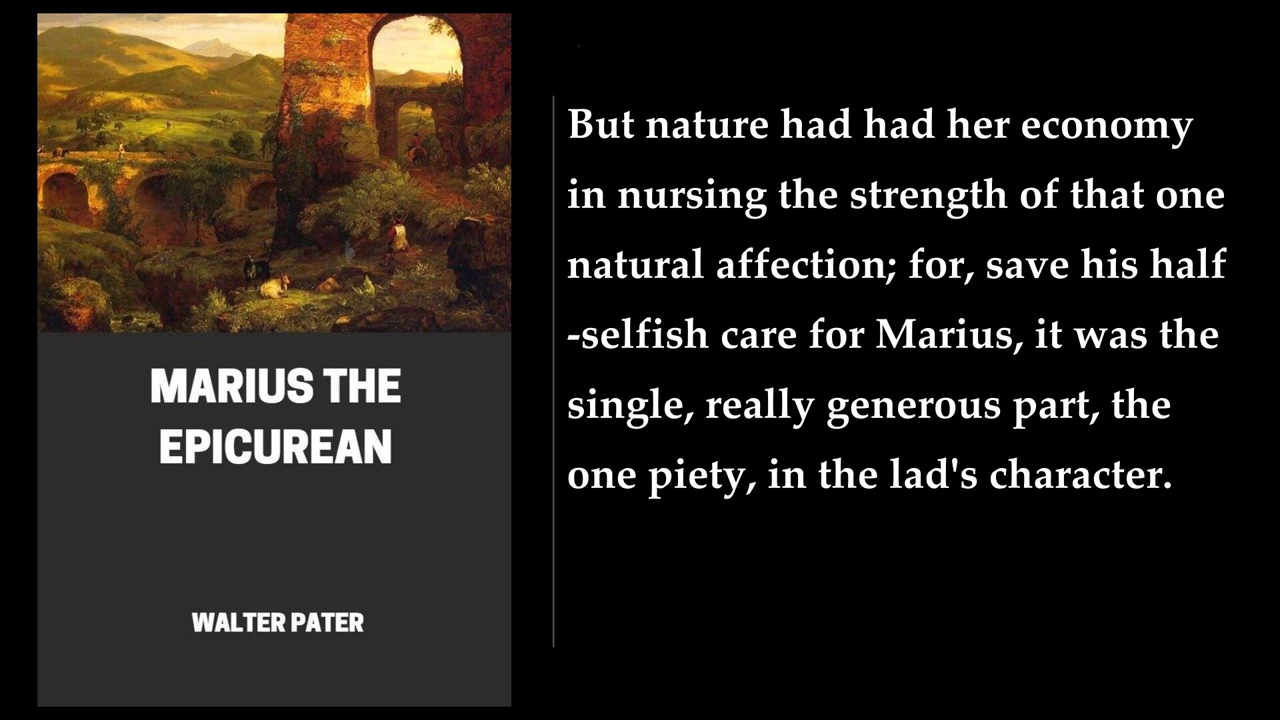 MARIUS THE
EPICUREAN
WALTER PATER
But nature had had her economy
in nursing the strength of that one
natural affection; for, save his half
-selfish care for Marius, it was the
single, really generous part, the
one piety, in the lad's character.